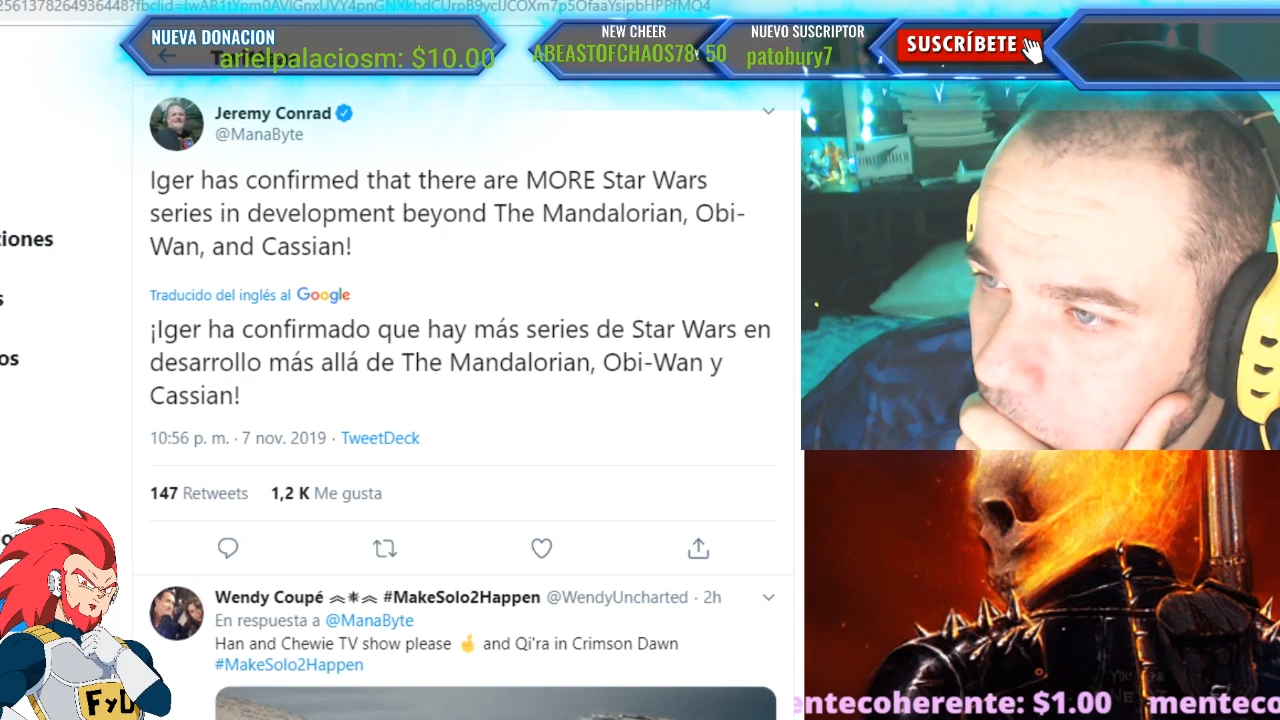 2561378264936448?fbclid=IwAR1tYpm0AVIGnxUVY4pnGNXkhdCUrpB9yclJCOXm7p5OfaaYsipbHPPfMQ4
NUEVA DONACION
arielpalaciosm: $10.00
NEW CHEER
ABEASTOFCHAOS78 50
NUEVO SUSCRIPTOR
patobury7
SUSCRÍBETE
Jeremy Conrad
@ManaByte
Iger has confirmed that there are MORE Star Wars
series in development beyond The Mandalorian, Obi-
Wan, and Cassian!
Traducido del inglés al Google
¡Iger ha confirmado que hay más series de Star Wars en
desarrollo más allá de The Mandalorian, Obi-Wan y
Cassian!
10:56 p. m. · 7 nov. 2019 · TweetDeck
147 Retweets 1,2 K Me gusta
Wendy Coupé #MakeSolo2Happen @WendyUncharted · 2h
En respuesta a @ManaByte
Han and Chewie TV show please 🤞 and Qi'ra in Crimson Dawn
#MakeSolo2Happen
ciones
s
os
FyD
entecoherente: $1.00 menteco